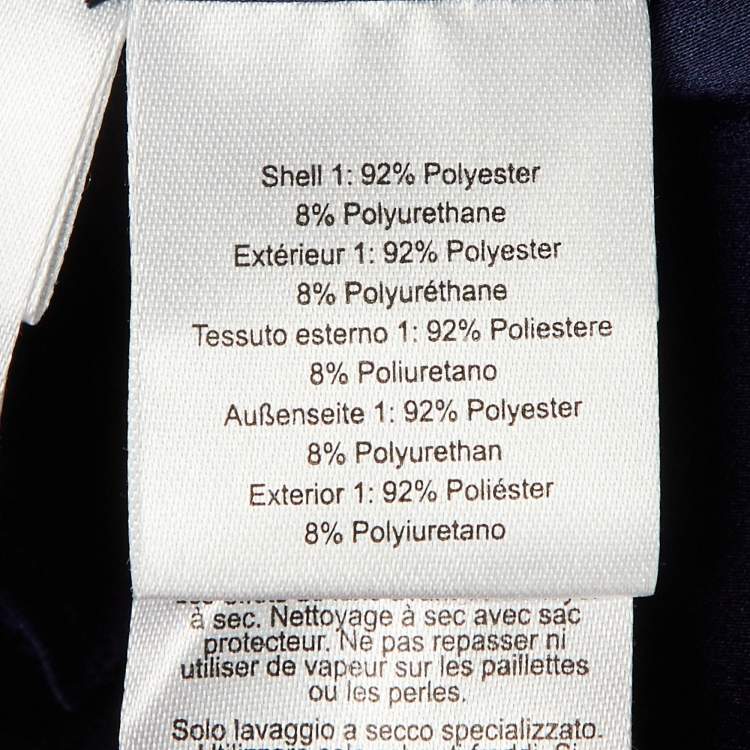 Shell 1: 92% Polyester
8% Polyurethane
Extérieur 1: 92% Polyester
8% Polyuréthane
Tessuto esterno 1: 92% Poliestere
8% Poliuretano
Außenseite 1: 92% Polyester
8% Polyurethan
Exterior 1: 92% Poliéster
8% Polyiuretano
à sec. Nettoyage à sec avec sac
protecteur. Ne pas repasser ni
utiliser de vapeur sur les paillettes
ou les perles.
Solo lavaggio a secco specializzato.